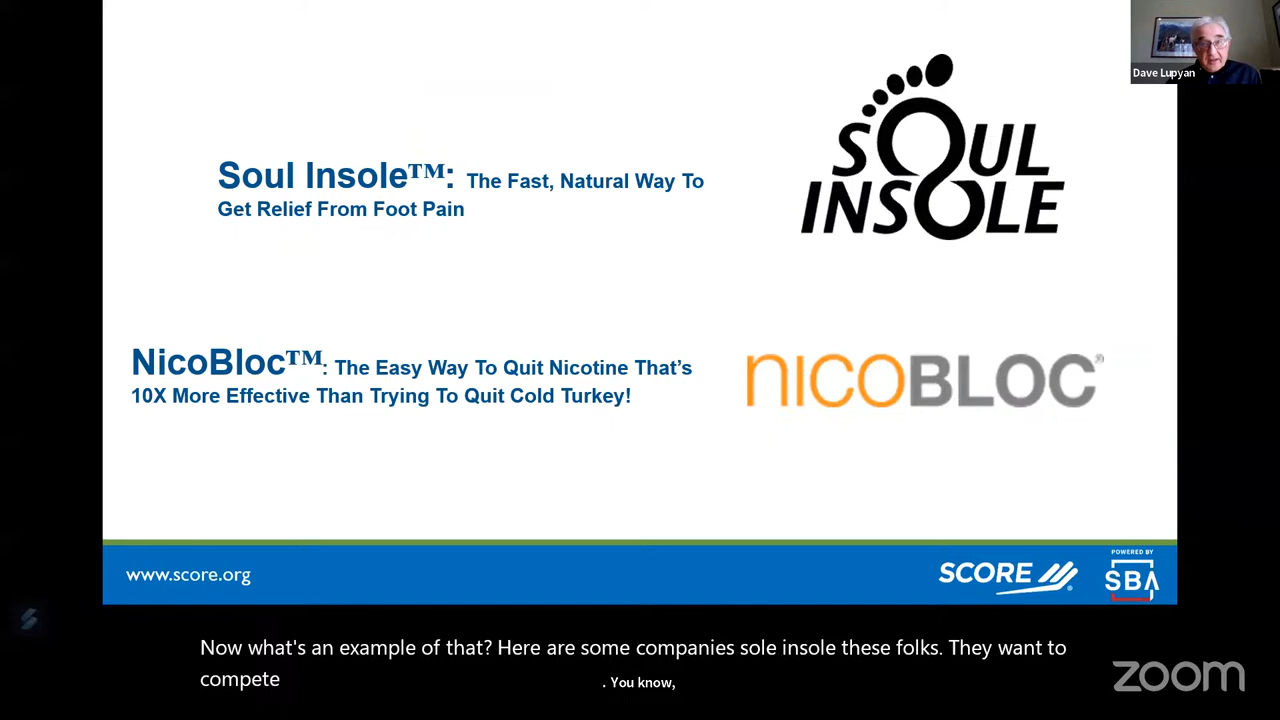 Dave Lupyan
SOUL
INSOLE
Soul Insole™: The Fast, Natural Way To
Get Relief From Foot Pain
NicoBloc™: The Easy Way To Quit Nicotine That’s
10X More Effective Than Trying To Quit Cold Turkey!
NICOBLOC®
www.score.org
SCORE®
POWERED BY
SBA
Now what's an example of that? Here are some companies sole insole these folks. They want to
compete
. You know,
zoom